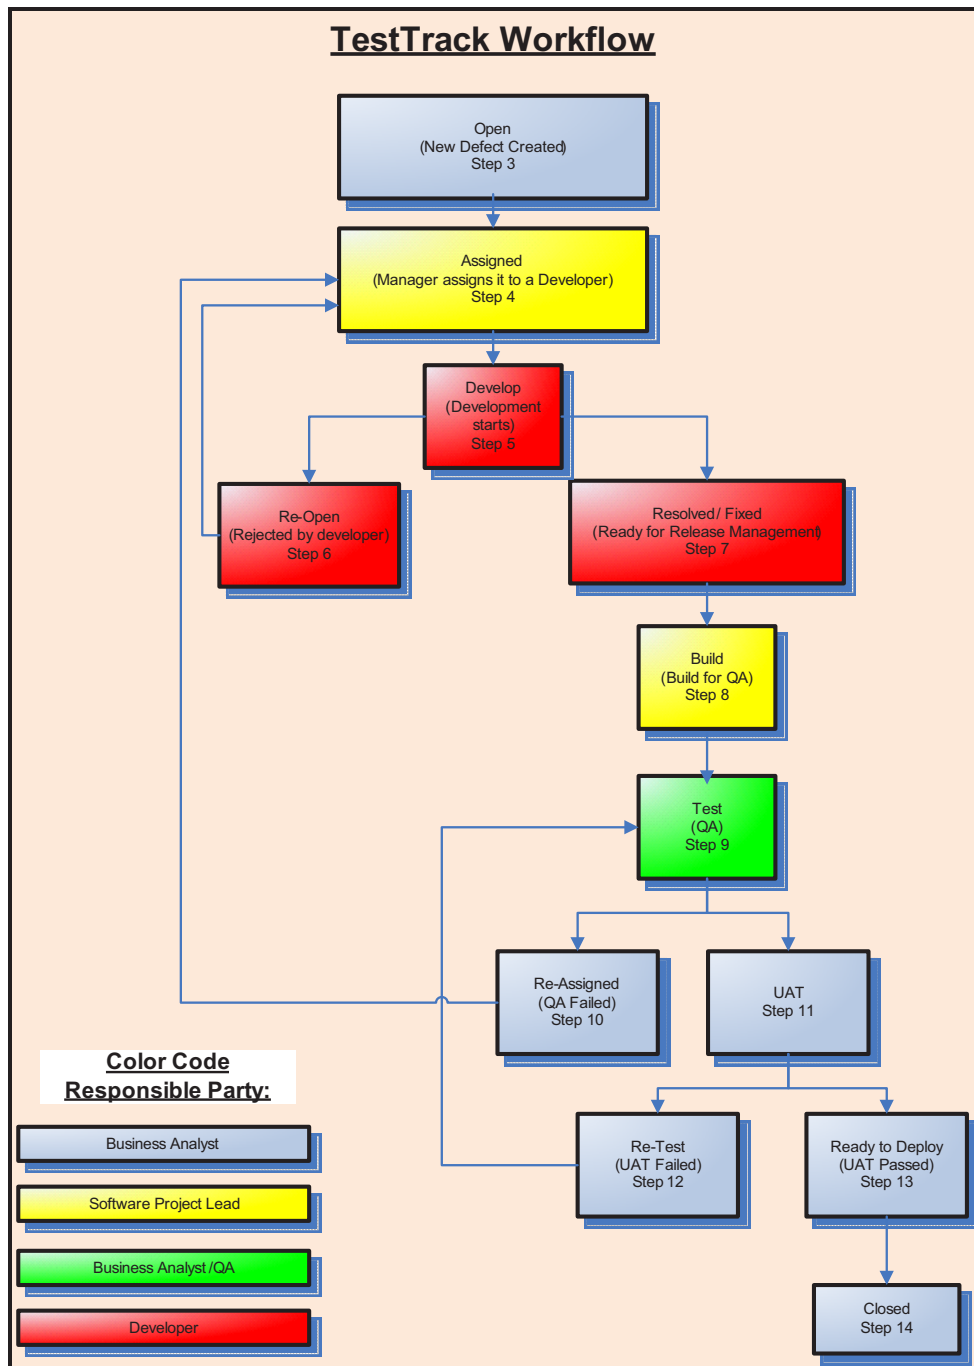 TestTrack Workflow
Open
(New Defect Created)
Step 3
Assigned
(Manager assigns it to a Developer)
Step 4
Develop
(Development
starts)
Step 5
Re-Open
(Rejected by developer)
Step 6
Resolved / Fixed
(Ready for Release Management)
Step 7
Build
(Build for QA)
Step 8
Test
(QA)
Step 9
Re-Assigned
(QA Failed)
Step 10
UAT
Step 11
Re-Test
(UAT Failed)
Step 12
Ready to Deploy
(UAT Passed)
Step 13
Closed
Step 14
Color Code
Responsible Party:
Business Analyst
Software Project Lead
Business Analyst /QA
Developer